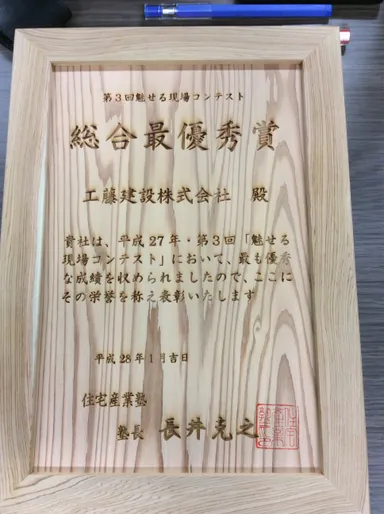 第３回魅せる現場コンテスト
総合最優秀賞
工藤建設株式会社　殿
貴社は、平成27年・第３回「魅せる
現場コンテスト」において、最も優秀
な成績を収められましたので、ここに
その栄誉を称え表彰いたします
平成28年1月吉日
住宅産業塾
塾長　長井克之